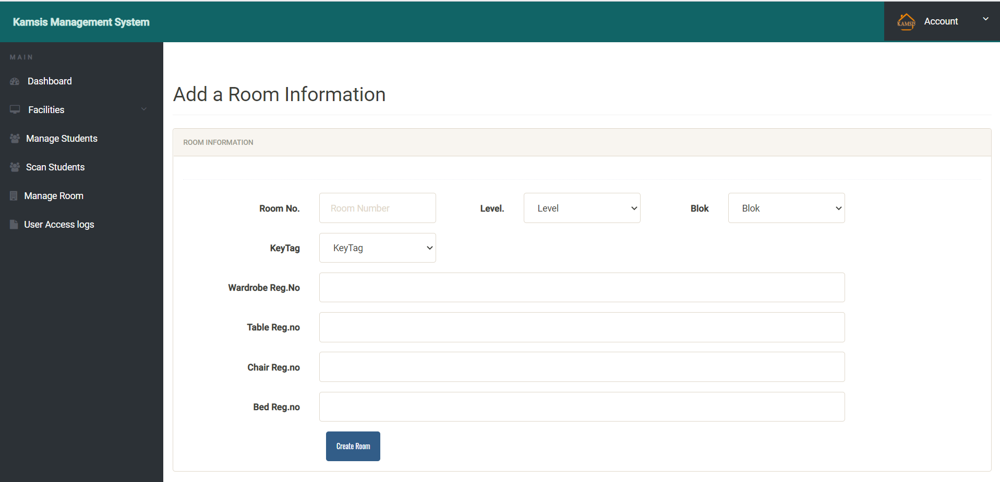 Kamsis Management System
KAMSIS
Account
MAIN
Dashboard
Facilities
Manage Students
Scan Students
Manage Room
User Access logs
Add a Room Information
ROOM INFORMATION
Room No. Room Number Level. Level Blok Blok
KeyTag KeyTag
Wardrobe Reg.No
Table Reg.no
Chair Reg.no
Bed Reg.no
Create Room